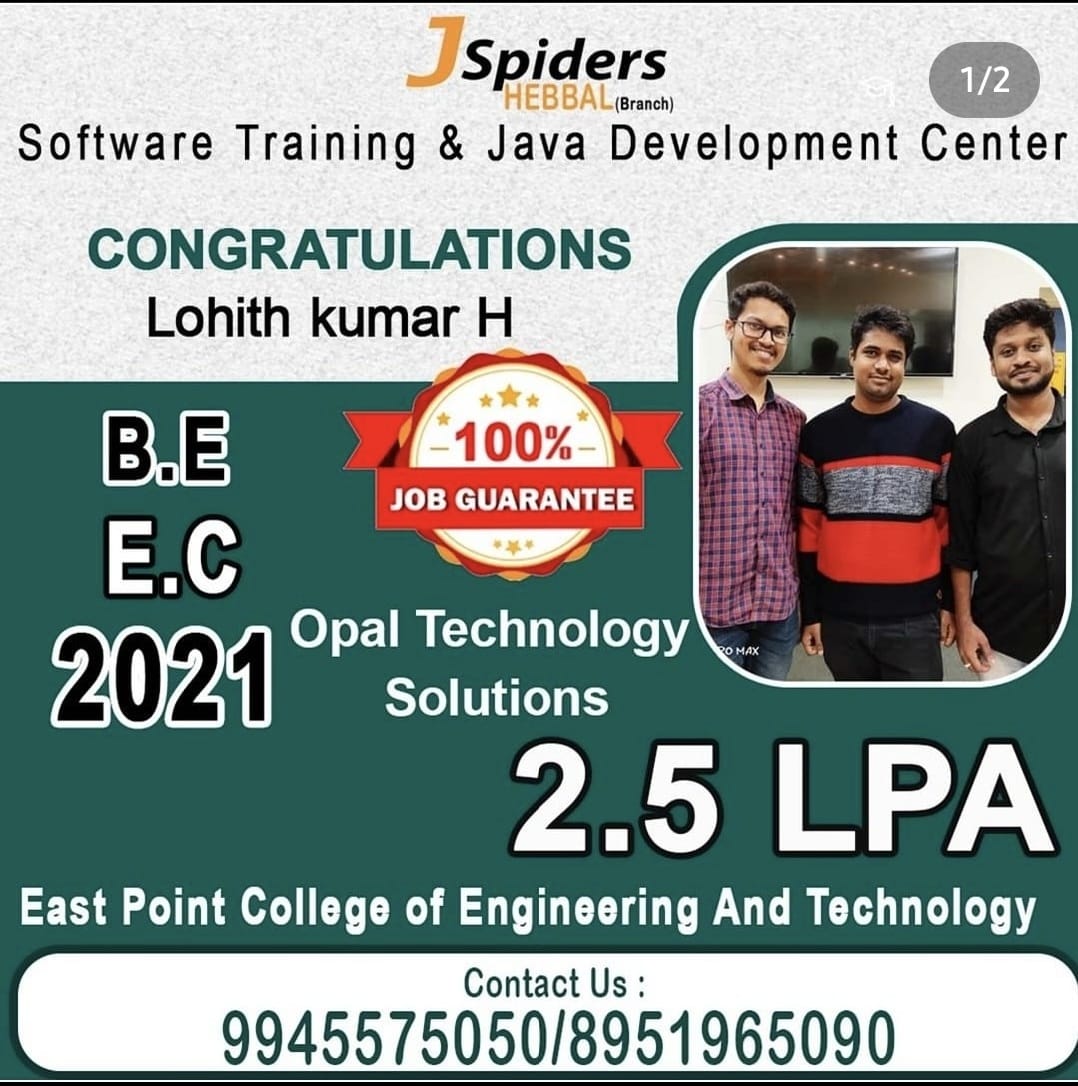 JSpiders
HEBBAL(Branch)
1/2
Software Training & Java Development Center
CONGRATULATIONS
Lohith kumar H
B.E
E.C
2021
100%
JOB GUARANTEE
Opal Technology
Solutions
RO MAX
2.5 LPA
East Point College of Engineering And Technology
Contact Us :
9945575050/8951965090